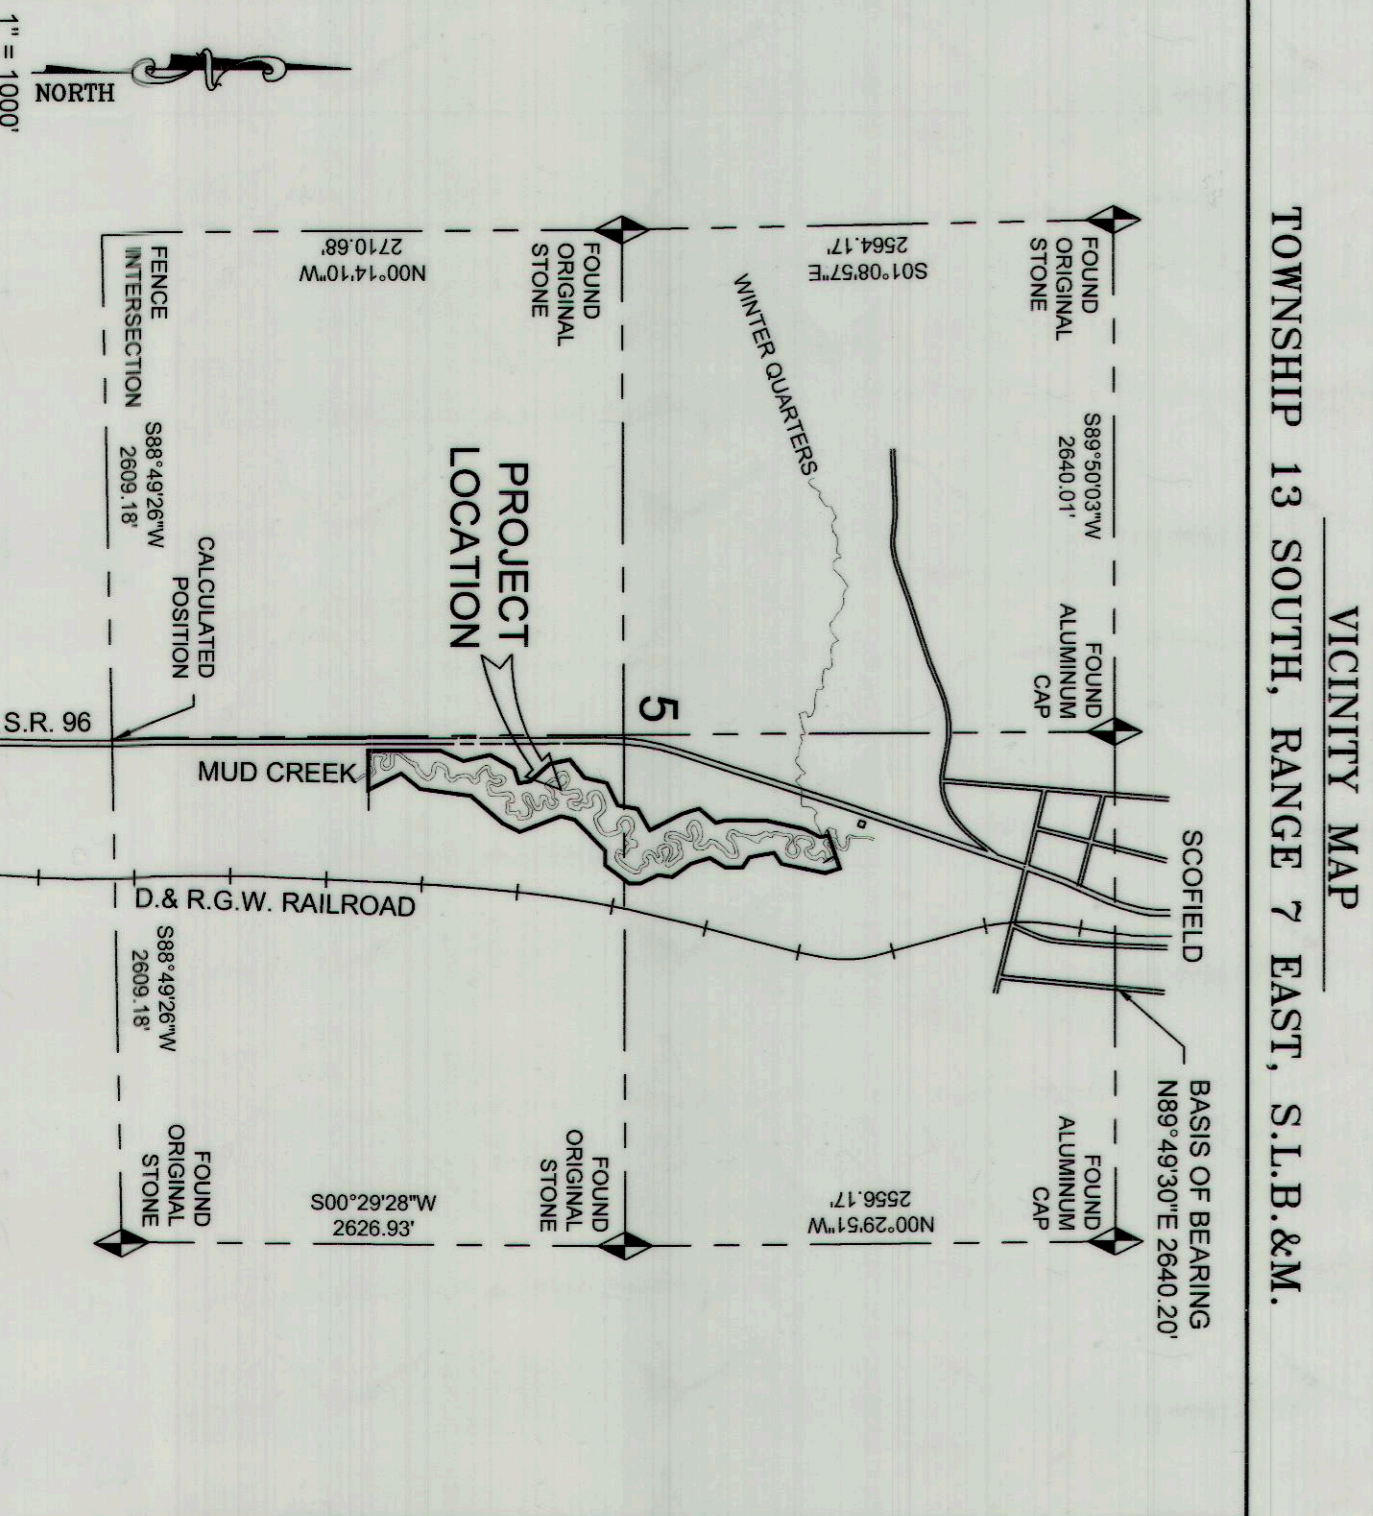 VICINITY MAP
TOWNSHIP 13 SOUTH, RANGE 7 EAST, S.L.B.&M.
SCOFIELD
BASIS OF BEARING
N89°49'30"E 2640.20'
FOUND
ORIGINAL
STONE
S89°50'03"W
2640.01'
FOUND
ALUMINUM
CAP
FOUND
ALUMINUM
CAP
S01°08'57"E
2564.17'
WINTER QUARTERS
N00°29'51"W
2556.17'
5
FOUND
ORIGINAL
STONE
PROJECT
LOCATION
FOUND
ORIGINAL
STONE
N00°14'10"W
2710.68'
MUD CREEK
D.& R.G.W. RAILROAD
S00°29'28"W
2626.93'
CALCULATED
POSITION
FENCE
INTERSECTION
S88°49'26"W
2609.18'
S88°49'26"W
2609.18'
FOUND
ORIGINAL
STONE
S.R. 96
NORTH
1" = 1000'